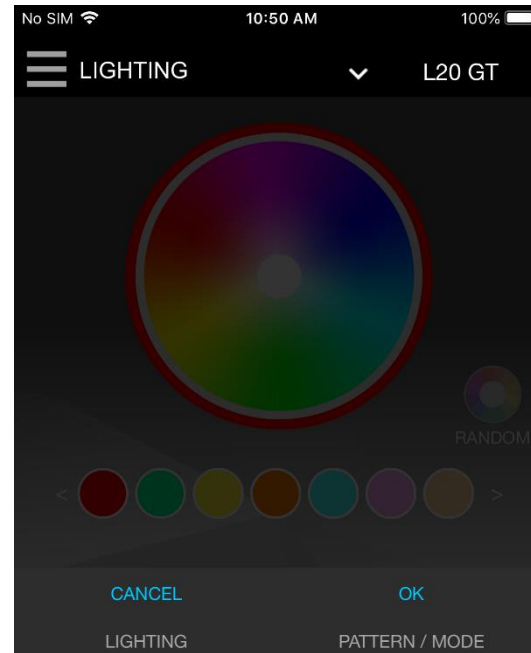 No SIM 10:50 AM 100%
LIGHTING L20 GT
RANDOM
< >
CANCEL OK
LIGHTING PATTERN / MODE